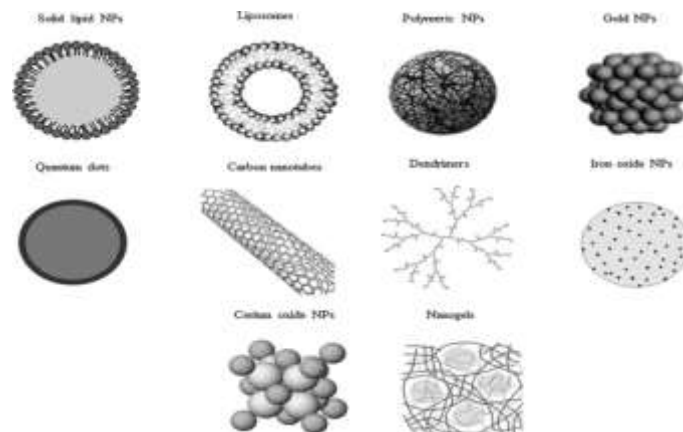 Solid lipid NPs
Liposomes
Polymeric NPs
Gold NPs
Quantum dots
Carbon nanotubes
Dendrimers
Iron oxide NPs
Cerium oxide NPs
Nanogels